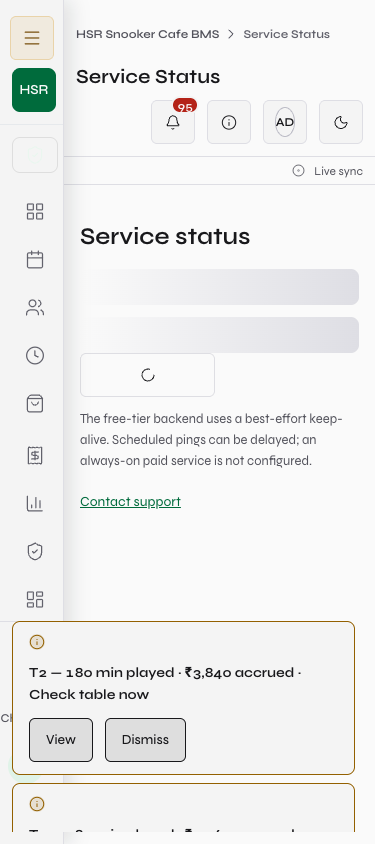 HSR Snooker Cafe BMS > Service Status
HSR
Service Status
95
AD
Live sync
Service status
The free-tier backend uses a best-effort keep-
alive. Scheduled pings can be delayed; an
always-on paid service is not configured.
Contact support
T2 — 180 min played · ₹3,840 accrued ·
Check table now
View
Dismiss